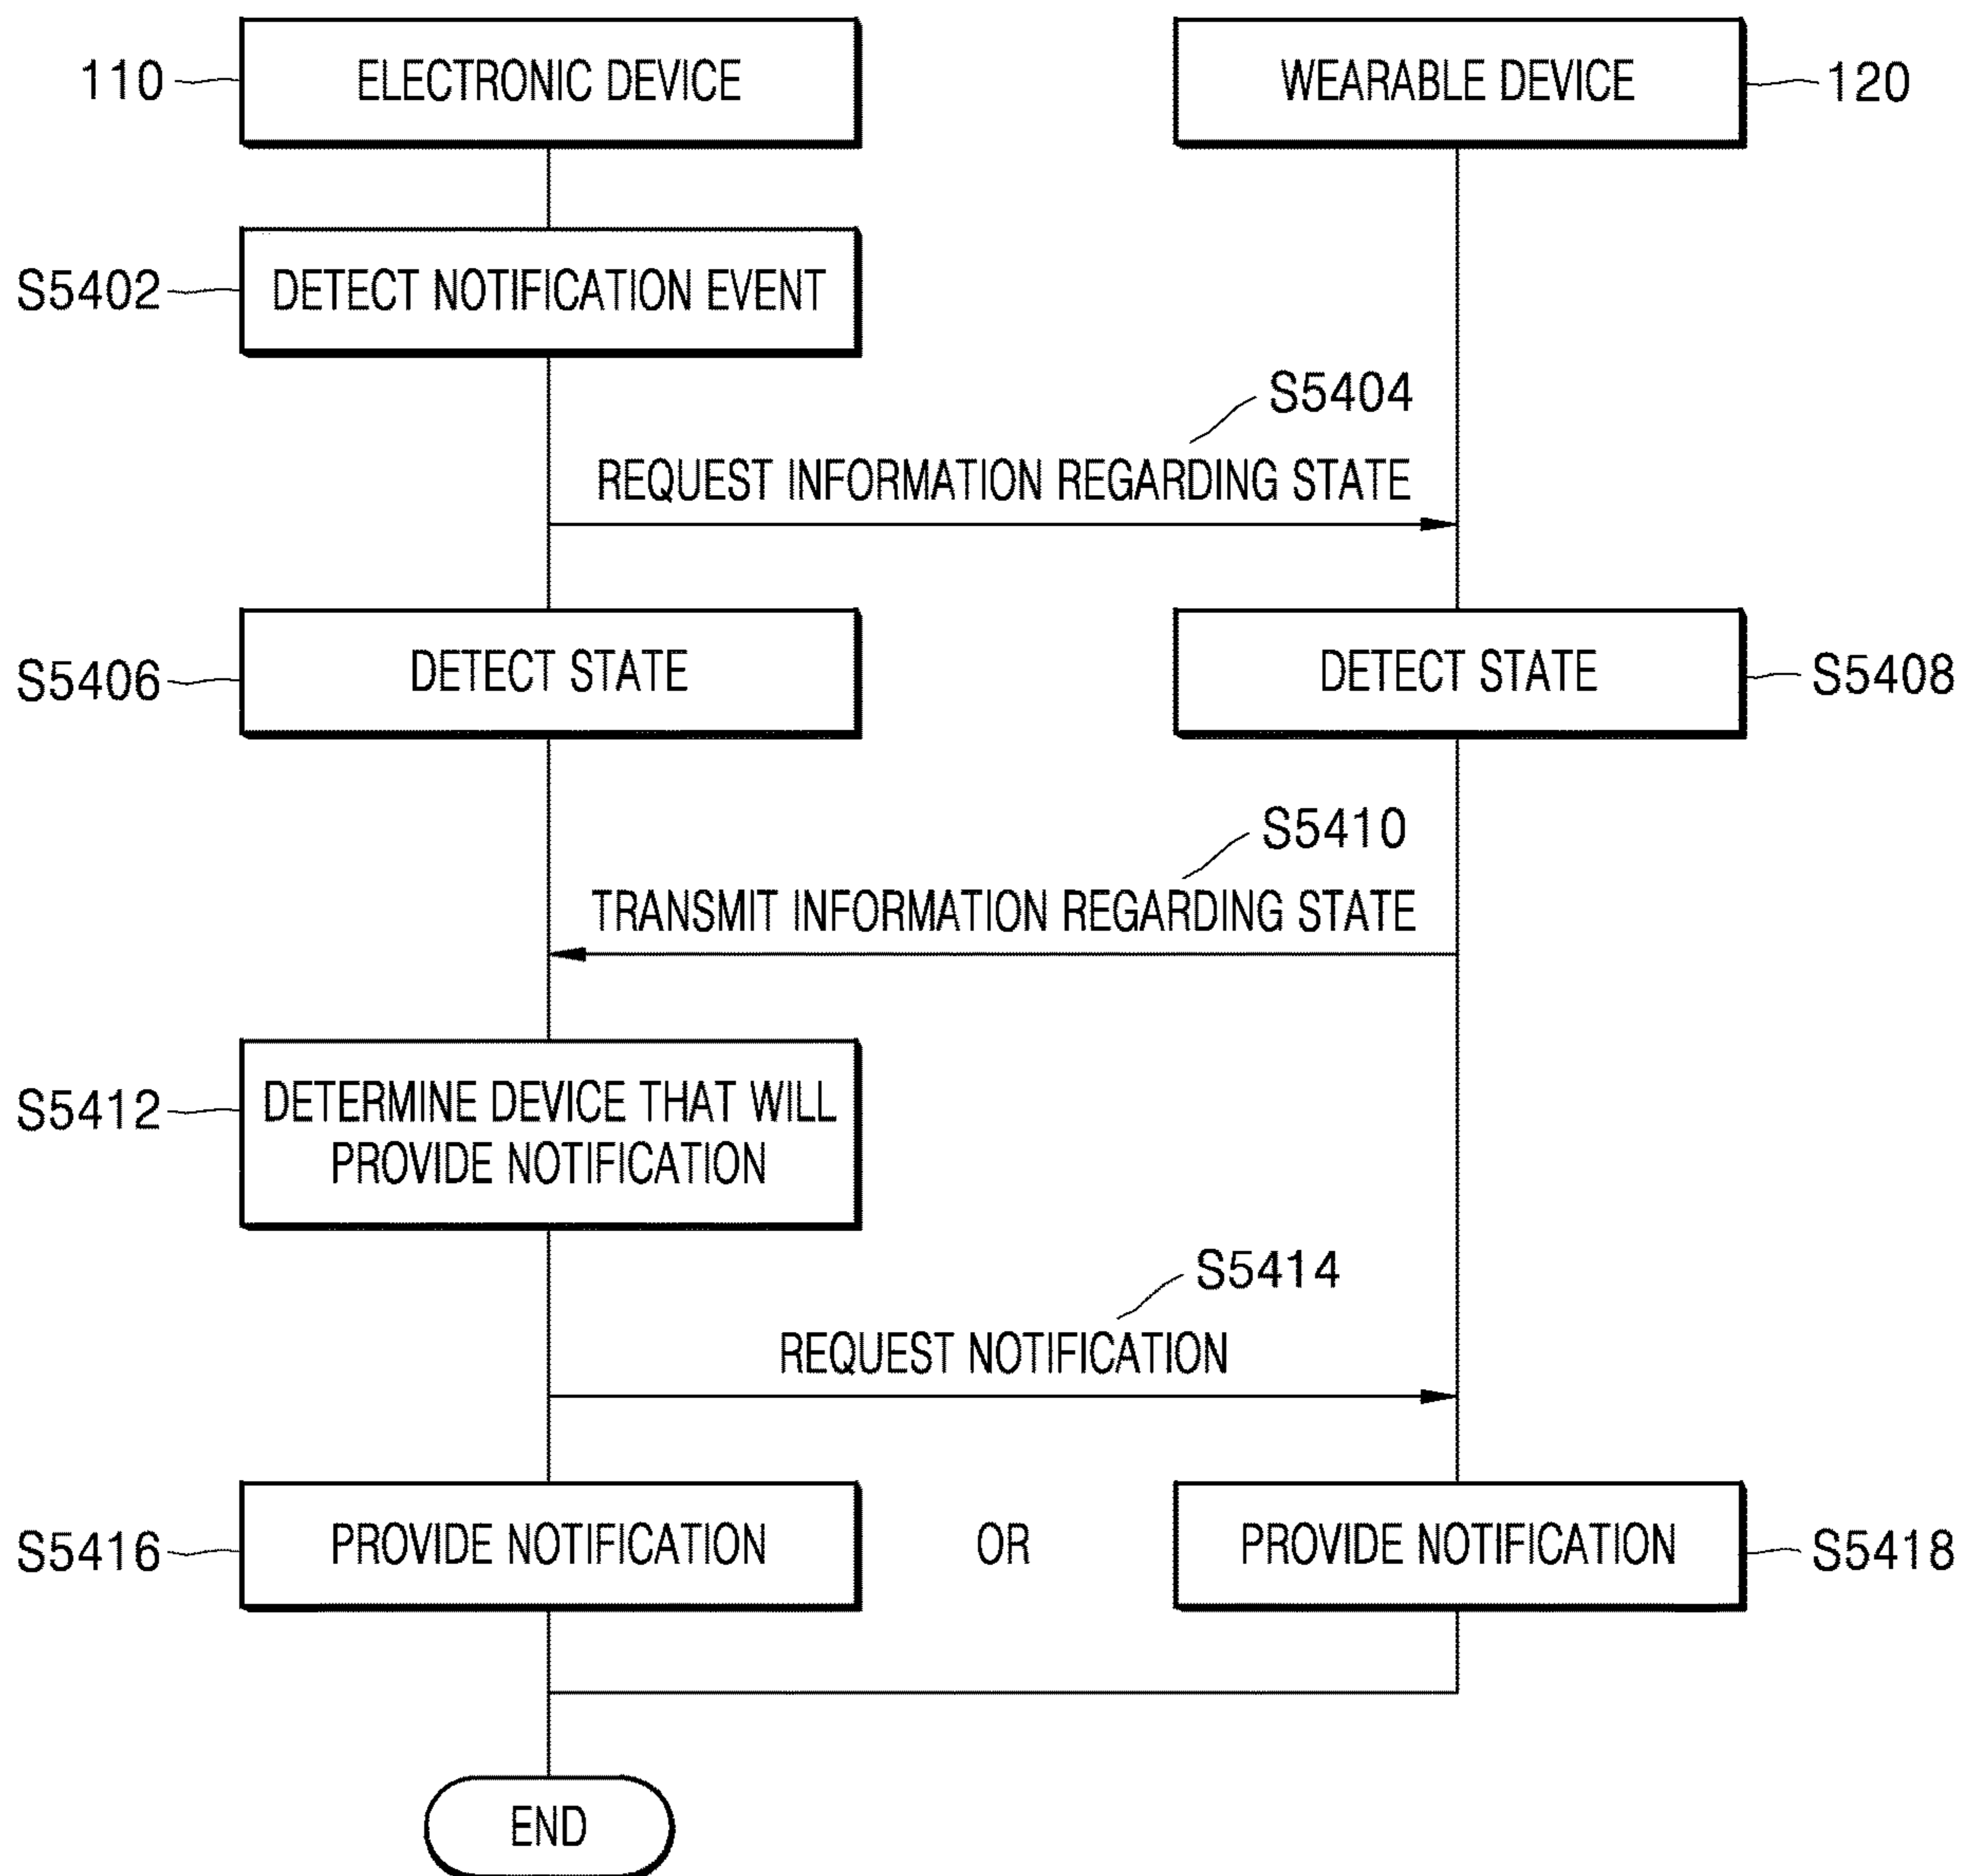 110 ELECTRONIC DEVICE WEARABLE DEVICE 120
S5402 DETECT NOTIFICATION EVENT
S5404
REQUEST INFORMATION REGARDING STATE
S5406 DETECT STATE DETECT STATE S5408
S5410
TRANSMIT INFORMATION REGARDING STATE
S5412 DETERMINE DEVICE THAT WILL
PROVIDE NOTIFICATION
S5414
REQUEST NOTIFICATION
S5416 PROVIDE NOTIFICATION OR PROVIDE NOTIFICATION S5418
END